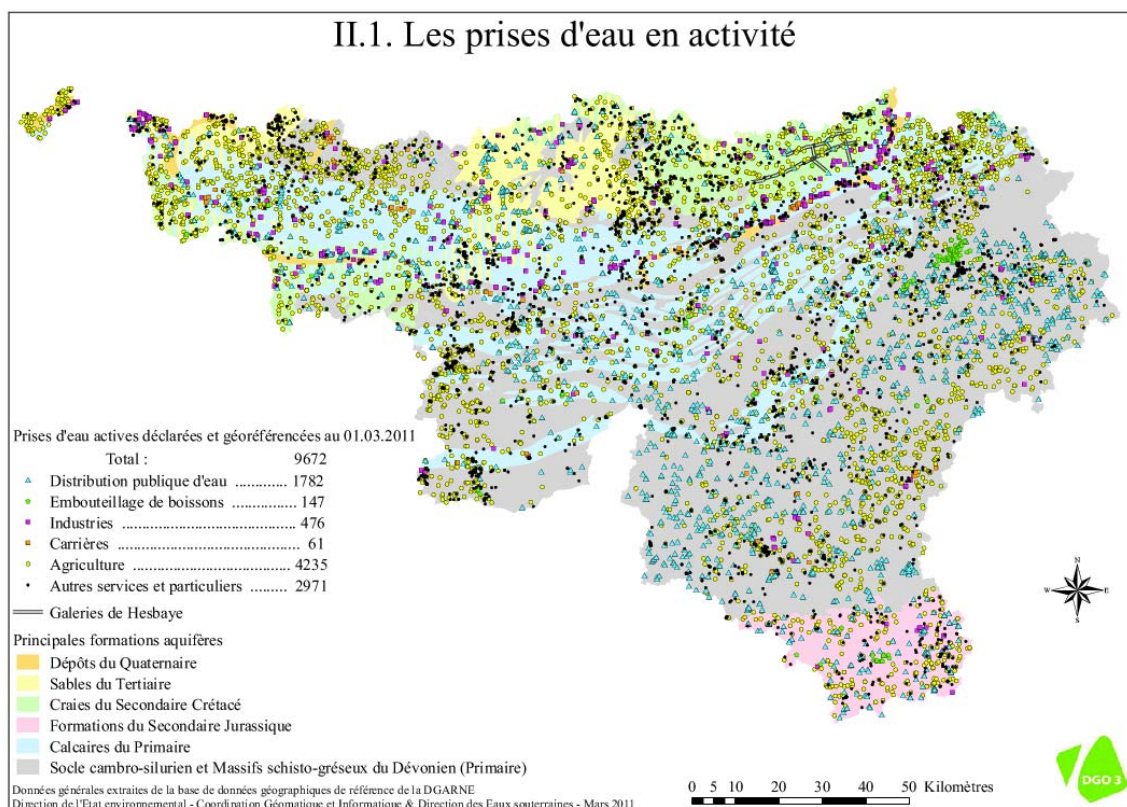 II.1. Les prises d'eau en activité
Prises d'eau actives déclarées et géoréférencées au 01.03.2011
Total : 9672
Distribution publique d'eau ............. 1782
Embouteillage de boissons ................ 147
Industries ................................................ 476
Carrières .............................................. 61
Agriculture ............................................ 4235
Autres services et particuliers ......... 2971
Galeries de Hesbaye
Principales formations aquifères
Dépôts du Quaternaire
Sables du Tertiaire
Craies du Secondaire Crétacé
Formations du Secondaire Jurassique
Calcaires du Primaire
Socle cambro-silurien et Massifs schisto-gréseux du Dévonien (Primaire)
Données générales extraites de la base de données géographiques de référence de la DGARNE
Direction de l'Etat environnemental - Coordination Géomatique et Informatique & Direction des Eaux souterraines - Mars 2011
N
W E
S
0 5 10 20 30 40 50 Kilomètres
DGO 3